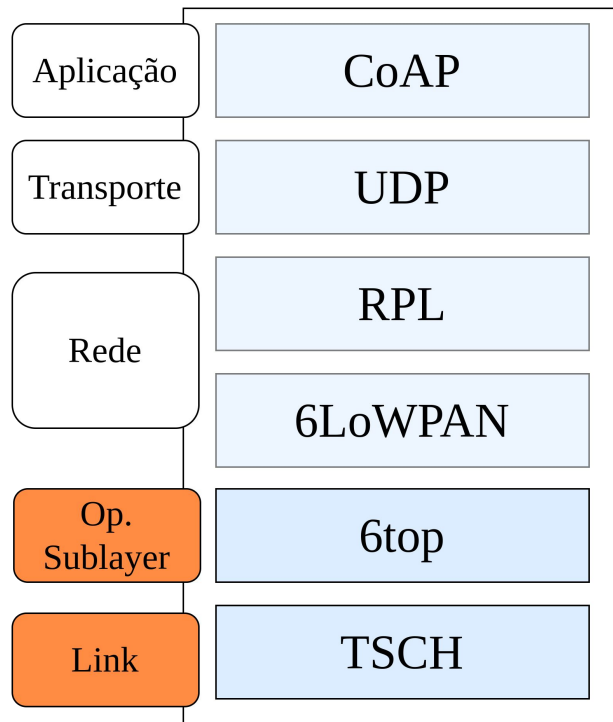 Aplicação
CoAP
Transporte
UDP
Rede
RPL
6LoWPAN
Op.
Sublayer
6top
Link
TSCH